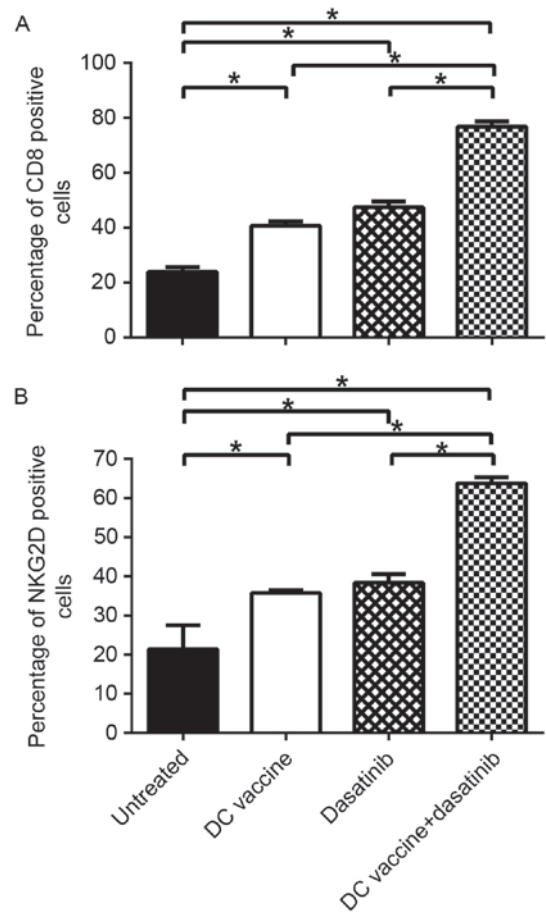 A
*
*
*
*
*
100
80
60
40
20
0
Percentage of CD8 positive
cells
B
*
*
*
*
*
70
60
50
40
30
20
10
0
Percentage of NKG2D positive
cells
Untreated
DC vaccine
Dasatinib
DC vaccine+dasatinib